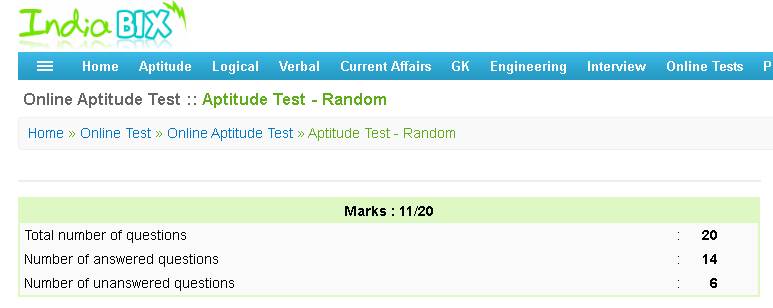 India BIX
Home Aptitude Logical Verbal Current Affairs GK Engineering Interview Online Tests P
Online Aptitude Test :: Aptitude Test - Random
Home » Online Test » Online Aptitude Test » Aptitude Test - Random
Marks : 11/20
Total number of questions : 20
Number of answered questions : 14
Number of unanswered questions : 6